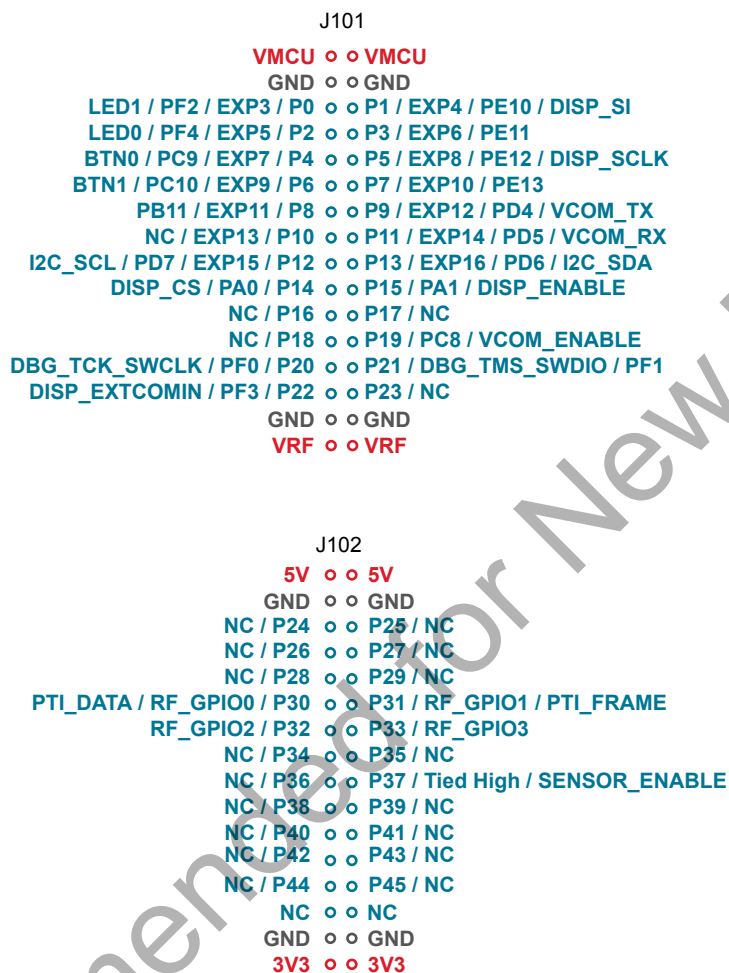 J101
VMCU VMCU
GND GND
LED1 / PF2 / EXP3 / P0 P1 / EXP4 / PE10 / DISP_SI
LED0 / PF4 / EXP5 / P2 P3 / EXP6 / PE11
BTN0 / PC9 / EXP7 / P4 P5 / EXP8 / PE12 / DISP_SCLK
BTN1 / PC10 / EXP9 / P6 P7 / EXP10 / PE13
PB11 / EXP11 / P8 P9 / EXP12 / PD4 / VCOM_TX
NC / EXP13 / P10 P11 / EXP14 / PD5 / VCOM_RX
I2C_SCL / PD7 / EXP15 / P12 P13 / EXP16 / PD6 / I2C_SDA
DISP_CS / PA0 / P14 P15 / PA1 / DISP_ENABLE
NC / P16 P17 / NC
NC / P18 P19 / PC8 / VCOM_ENABLE
DBG_TCK_SWCLK / PF0 / P20 P21 / DBG_TMS_SWDIO / PF1
DISP_EXTCOMIN / PF3 / P22 P23 / NC
GND GND
VRF VRF
J102
5V 5V
GND GND
NC / P24 P25 / NC
NC / P26 P27 / NC
NC / P28 P29 / NC
PTI_DATA / RF_GPIO0 / P30 P31 / RF_GPIO1 / PTI_FRAME
RF_GPIO2 / P32 P33 / RF_GPIO3
NC / P34 P35 / NC
NC / P36 P37 / Tied High / SENSOR_ENABLE
NC / P38 P39 / NC
NC / P40 P41 / NC
NC / P42 P43 / NC
NC / P44 P45 / NC
NC NC
GND GND
3V3 3V3
mended for New